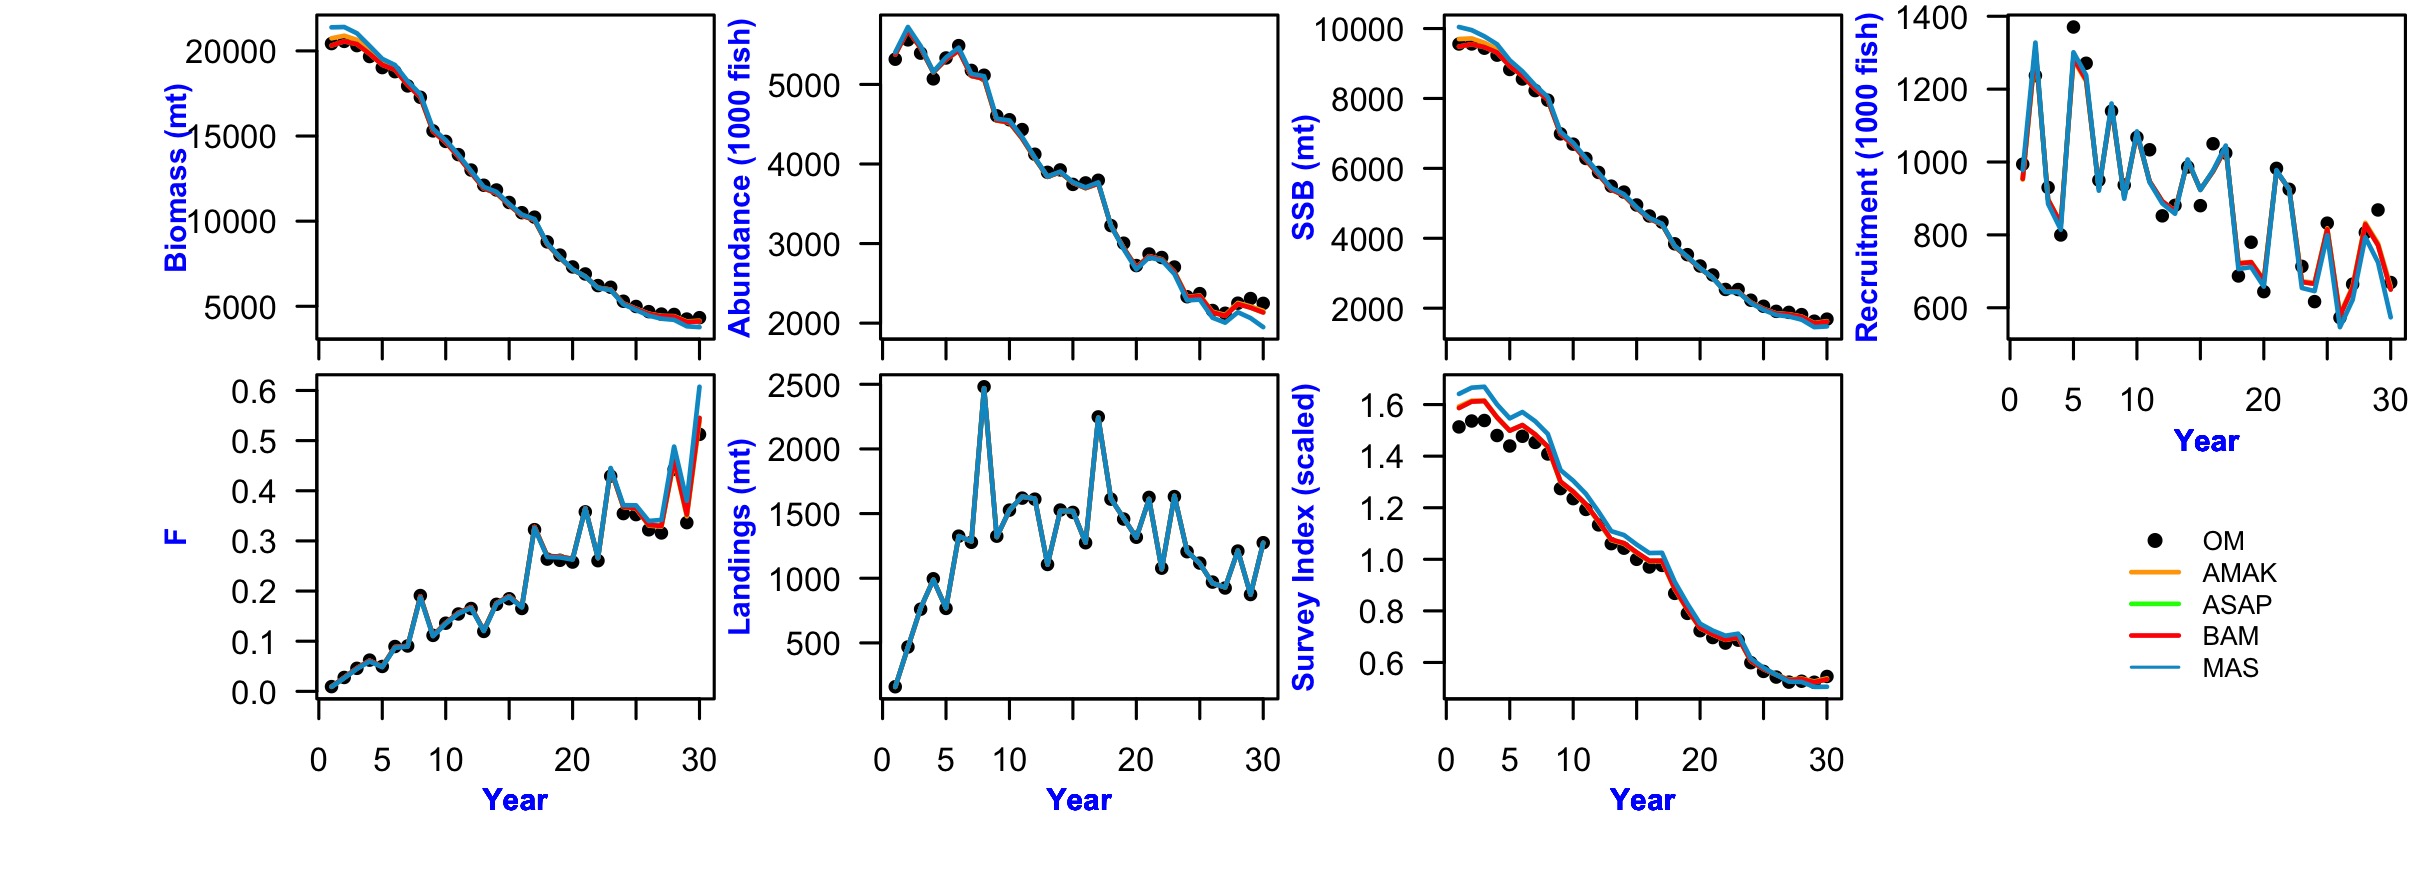 Biomass (mt)
20000
15000
10000
5000
Abundance (1000 fish)
5000
4000
3000
2000
SSB (mt)
10000
8000
6000
4000
2000
Recruitment (1000 fish)
1400
1200
1000
800
600
0 5 10 20 30
Year
F
0.6
0.5
0.4
0.3
0.2
0.1
0.0
0 5 10 20 30
Year
Landings (mt)
2500
2000
1500
1000
500
0 5 10 20 30
Year
Survey Index (scaled)
1.6
1.4
1.2
1.0
0.8
0.6
0 5 10 20 30
Year
OM
AMAK
ASAP
BAM
MAS